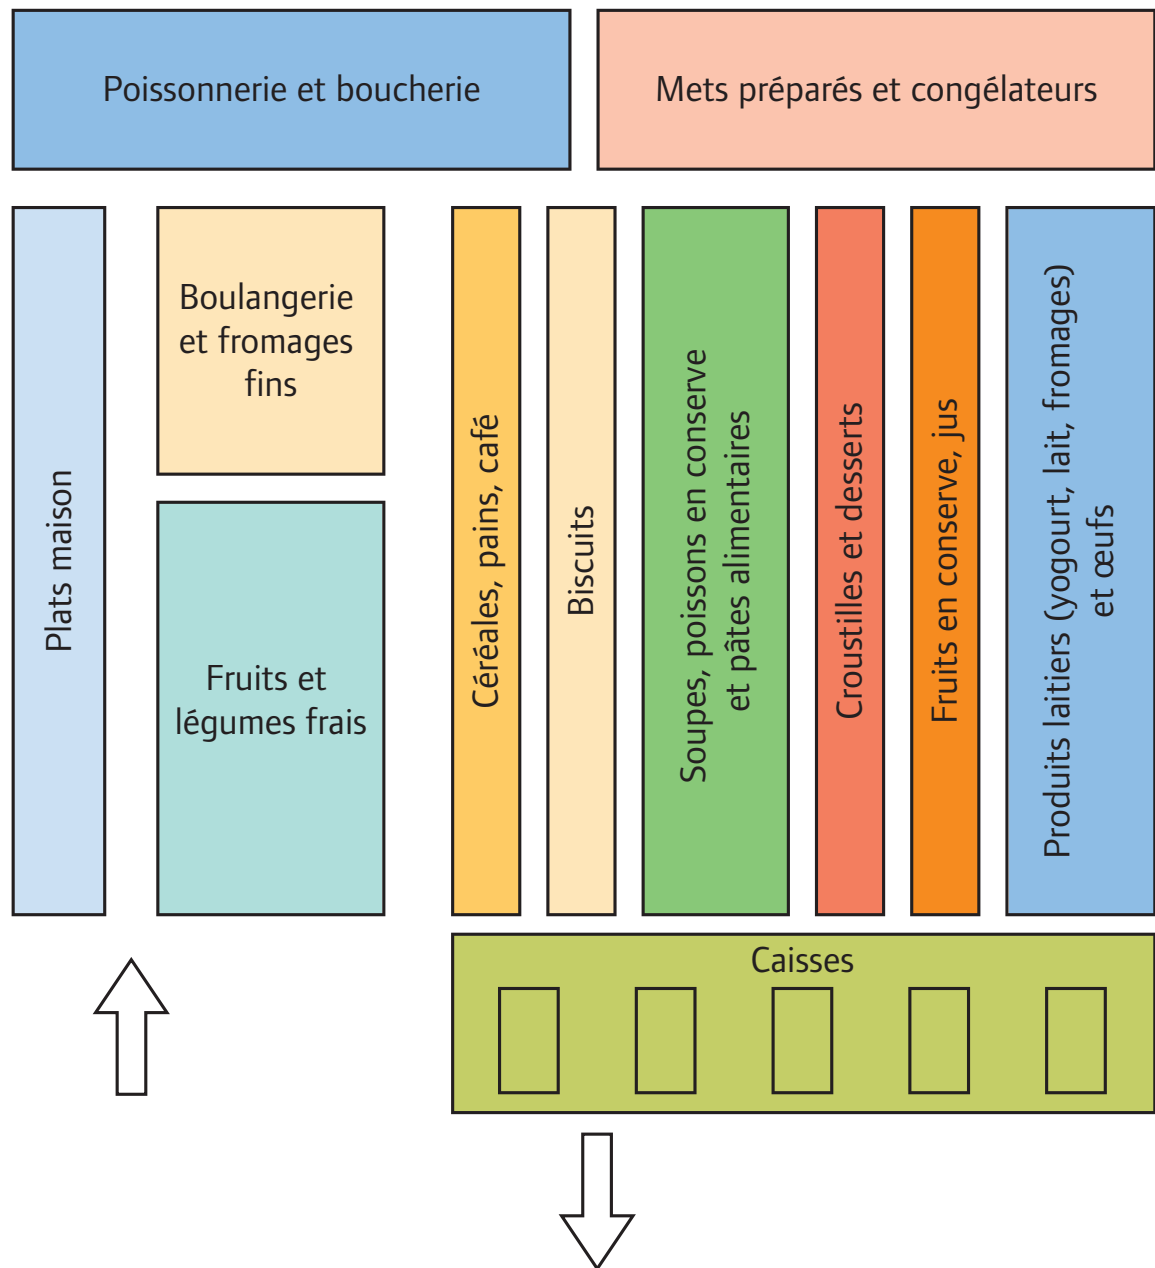 Poissonnerie et boucherie
Mets préparés et congélateurs
Plats maison
Boulangerie
et fromages
fins
Fruits et
légumes frais
Céréales, pains, café
Biscuits
Soupes, poissons en conserve
et pâtes alimentaires
Croustilles et desserts
Fruits en conserve, jus
Produits laitiers (yogourt, lait, fromages)
et œufs
Caisses